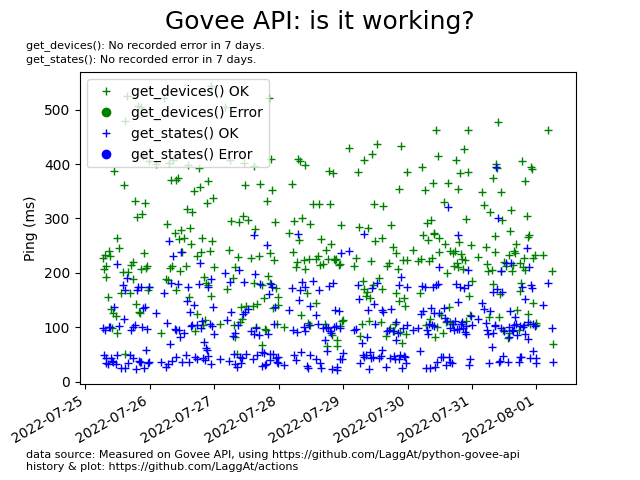 Govee API: is it working?
get_devices(): No recorded error in 7 days.
get_states(): No recorded error in 7 days.
get_devices() OK
get_devices() Error
get_states() OK
get_states() Error
Ping (ms)
500
400
300
200
100
0
2022-07-25
2022-07-26
2022-07-27
2022-07-28
2022-07-29
2022-07-30
2022-07-31
2022-08-01
data source: Measured on Govee API, using https://github.com/LaggAt/python-govee-api
history & plot: https://github.com/LaggAt/actions